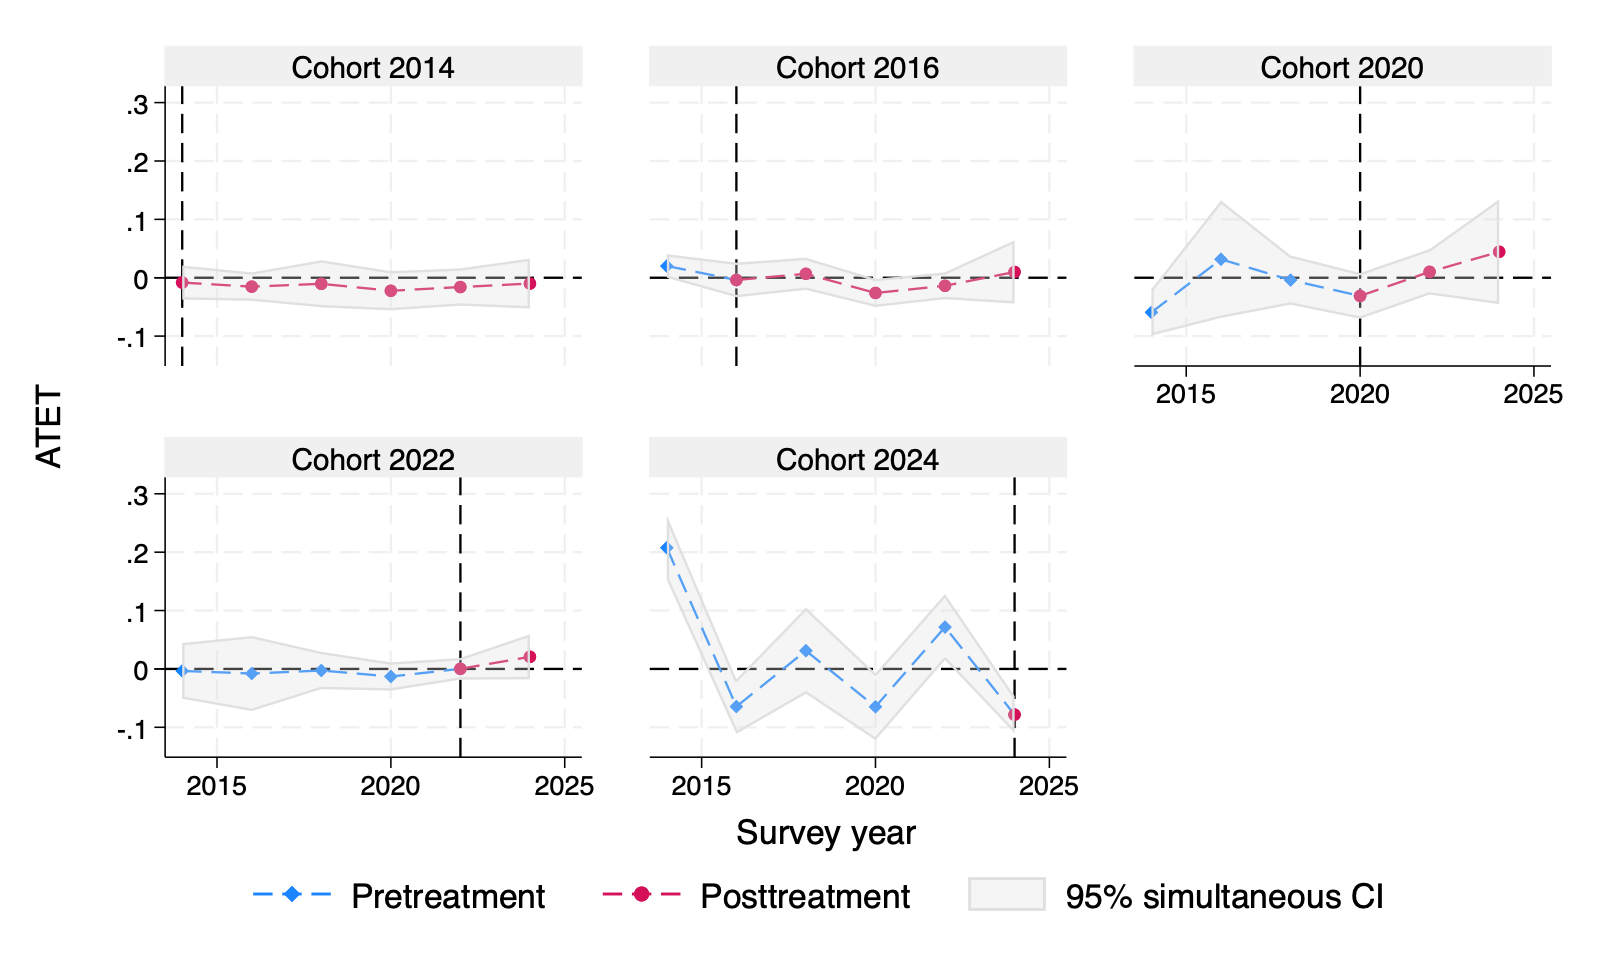 Cohort 2014
Cohort 2016
Cohort 2020
.3
.2
.1
0
-.1
2015 2020 2025
ATET
Cohort 2022
Cohort 2024
.3
.2
.1
0
-.1
2015 2020 2025
2015 2020 2025
Survey year
Pretreatment
Posttreatment
95% simultaneous CI